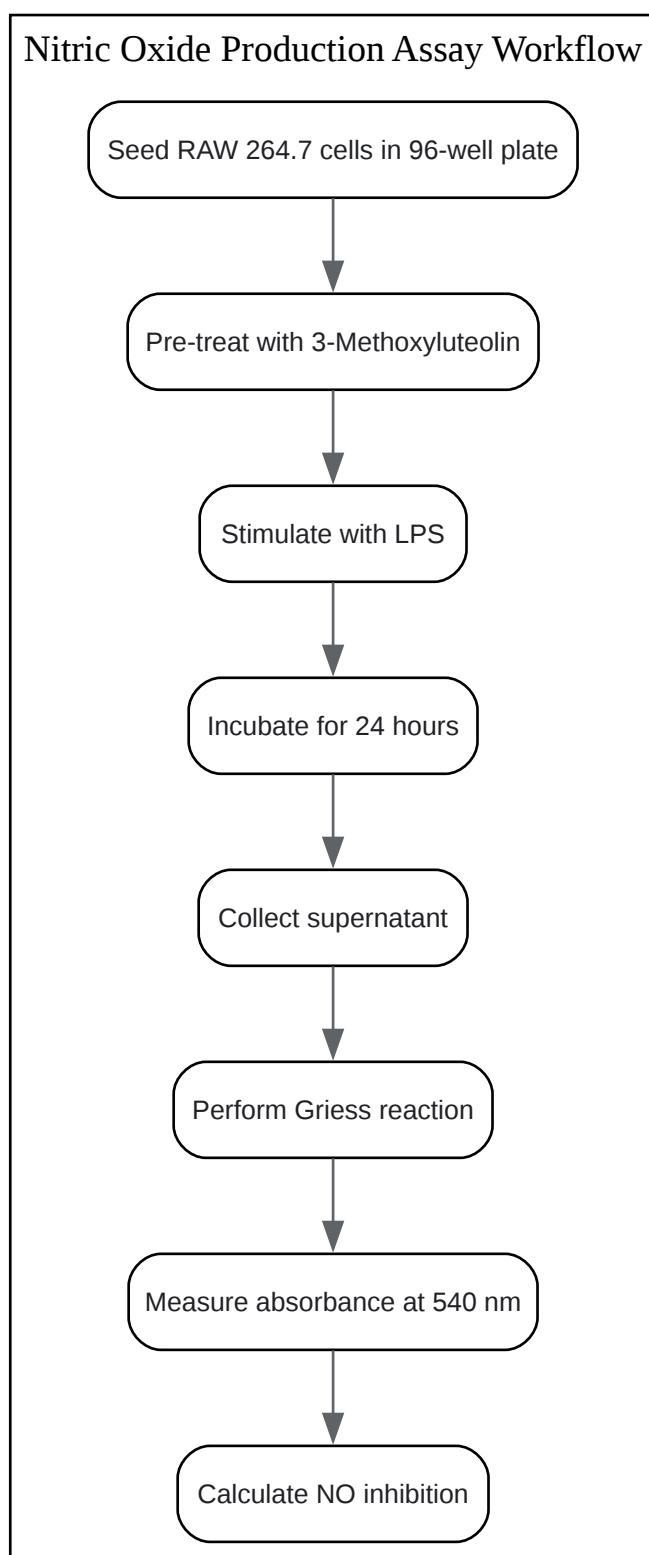 Nitric Oxide Production Assay Workflow
Seed RAW 264.7 cells in 96-well plate
Pre-treat with 3-Methoxyluteolin
Stimulate with LPS
Incubate for 24 hours
Collect supernatant
Perform Griess reaction
Measure absorbance at 540 nm
Calculate NO inhibition